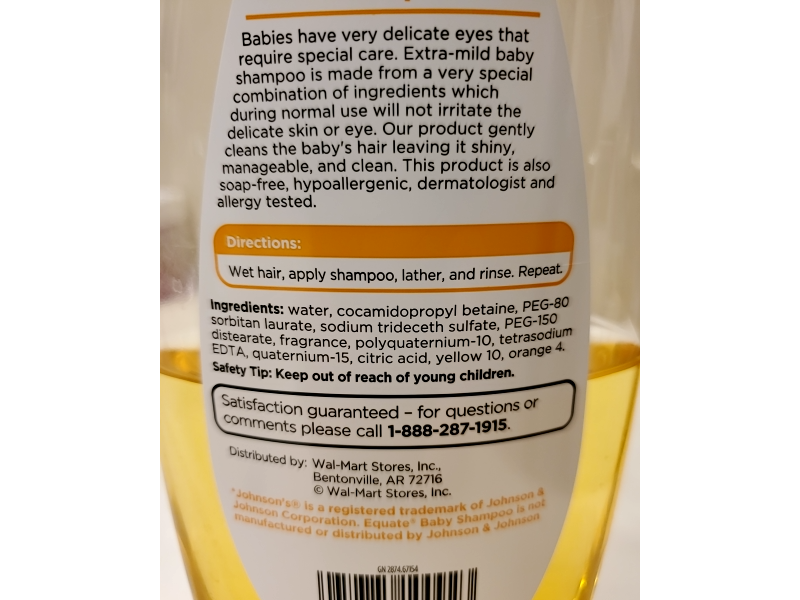 Babies have very delicate eyes that
require special care. Extra-mild baby
shampoo is made from a very special
combination of ingredients which
during normal use will not irritate the
delicate skin or eye. Our product gently
cleans the baby's hair leaving it shiny,
manageable, and clean. This product is also
soap-free, hypoallergenic, dermatologist and
allergy tested.
Directions:
Wet hair, apply shampoo, lather, and rinse. Repeat.
Ingredients: water, cocamidopropyl betaine, PEG-80
sorbitan laurate, sodium trideceth sulfate, PEG-150
distearate, fragrance, polyquaternium-10, tetrasodium
EDTA, quaternium-15, citric acid, yellow 10, orange 4.
Safety Tip: Keep out of reach of young children.
Satisfaction guaranteed – for questions or
comments please call 1-888-287-1915.
Distributed by: Wal-Mart Stores, Inc.,
Bentonville, AR 72716
© Wal-Mart Stores, Inc.
*Johnson's® is a registered trademark of Johnson &
Johnson Corporation. Equate® Baby Shampoo is not
manufactured or distributed by Johnson & Johnson
GN 2874.67154